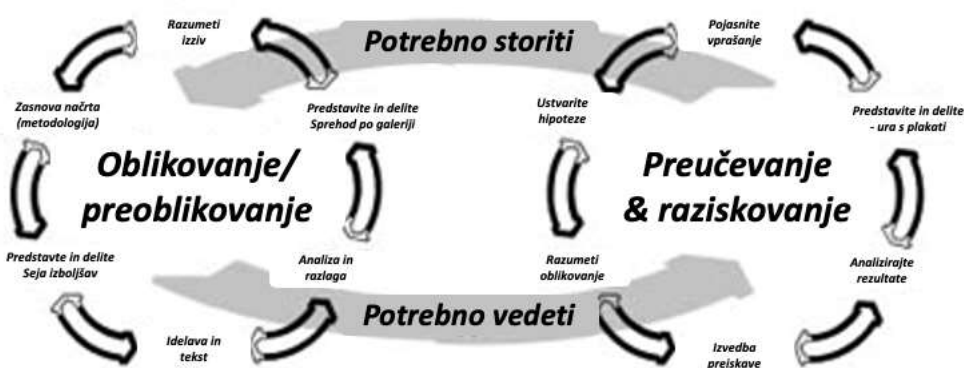 Potrebno storiti
Razumeti
izziv
Zasnova načrta
(metodologija)
Predstavite in delite
Sprehod po galeriji
Oblikovanje/
preoblikovanje
Predstavte in delite
Seja izboljšav
Analiza in
razlaga
Idelava in
tekst
Pojasnite
vprašanje
Ustvarite
hipoteze
Predstavite in delite
- ura s plakati
Preučevanje
& raziskovanje
Razumeti
oblikovanje
Analizirajte
rezultate
Izvedba
preiskave
Potrebno vedeti